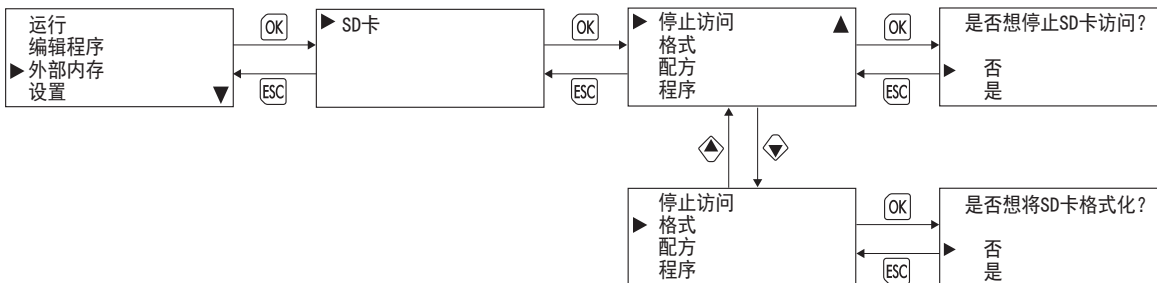 运行
编辑程序
外部内存
设置
OK
ESC
SD卡
OK
ESC
停止访问
格式
配方
程序
OK
ESC
是否想停止SD卡访问?
否
是
停止访问
格式
配方
程序
OK
ESC
是否想将SD卡格式化?
否
是